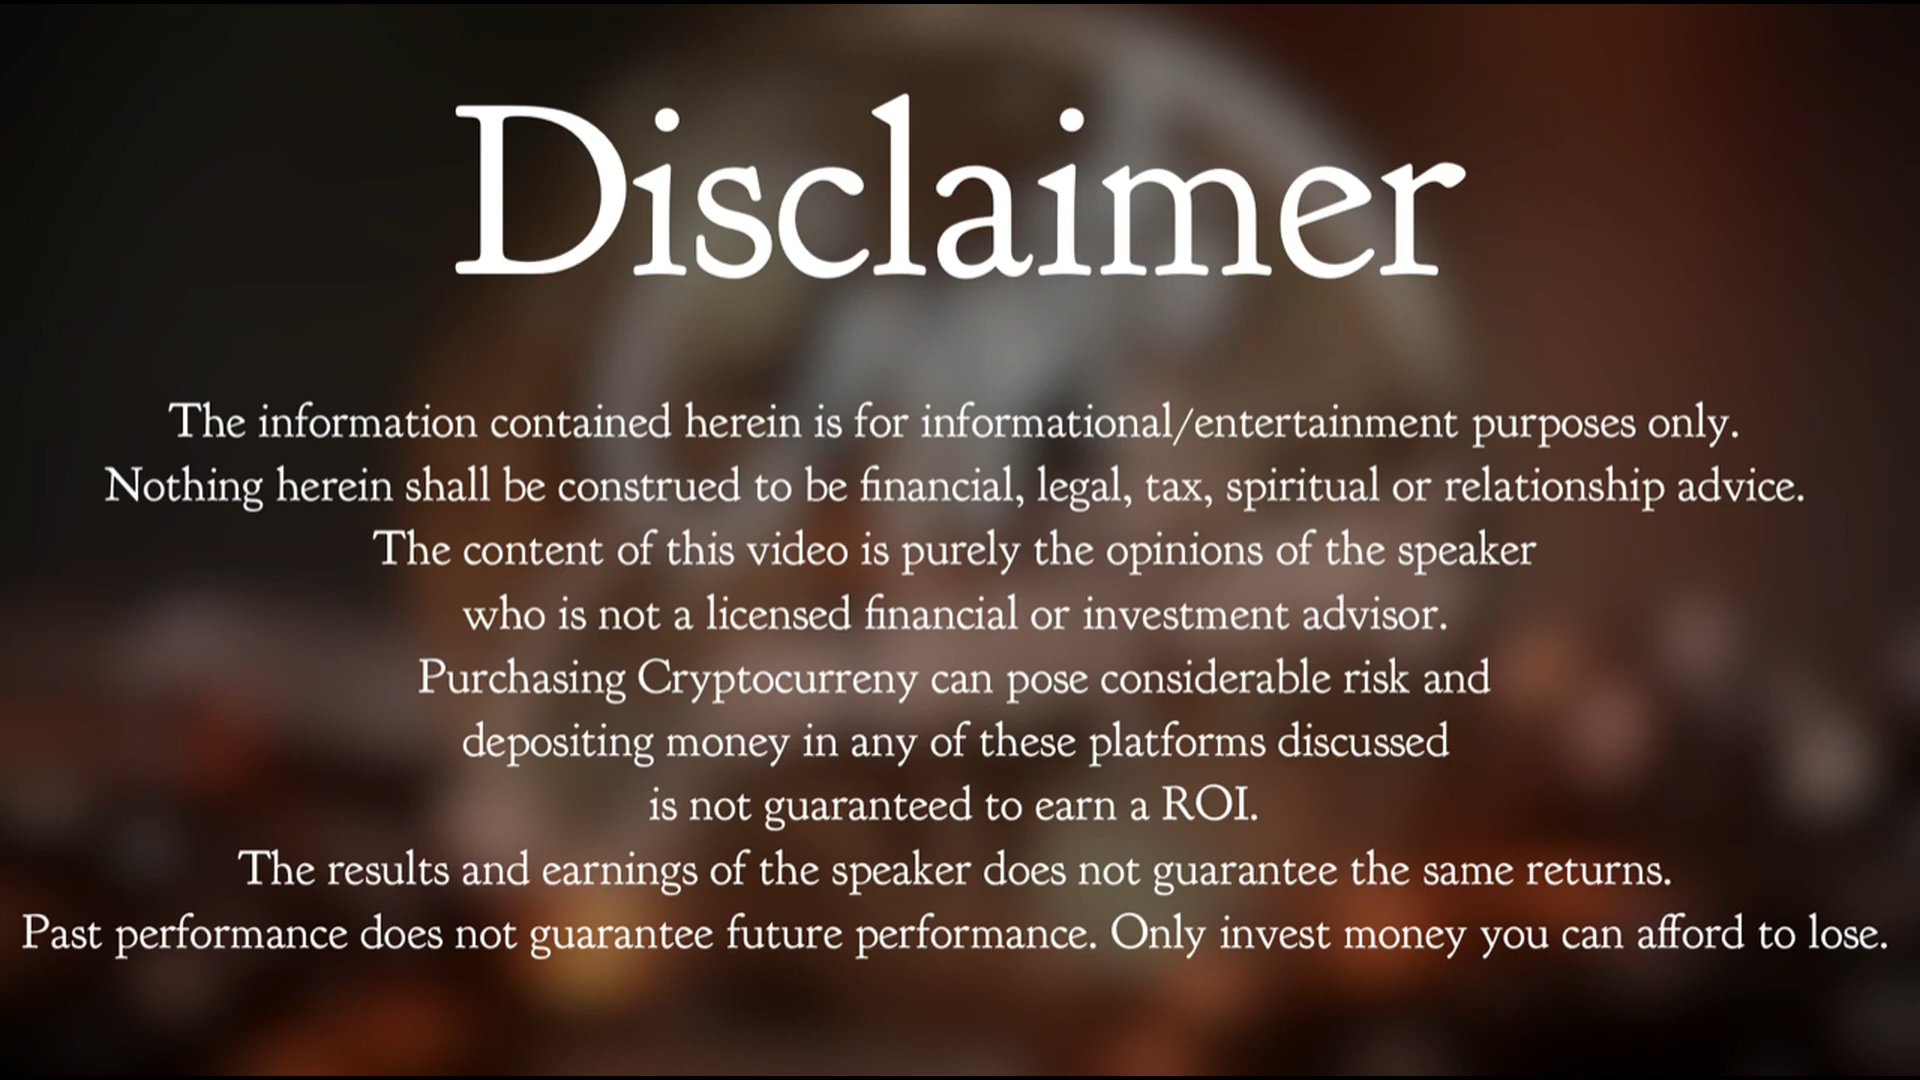 Disclaimer
The information contained herein is for informational/entertainment purposes only.
Nothing herein shall be construed to be financial, legal, tax, spiritual or relationship advice.
The content of this video is purely the opinions of the speaker
who is not a licensed financial or investment advisor.
Purchasing Cryptocurreny can pose considerable risk and
depositing money in any of these platforms discussed
is not guaranteed to earn a ROI.
The results and earnings of the speaker does not guarantee the same returns.
Past performance does not guarantee future performance. Only invest money you can afford to lose.